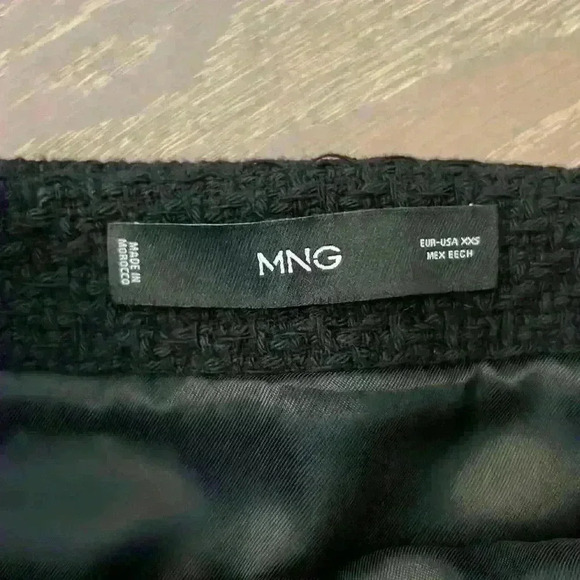 MADE IN
MOROCCO
MNG
EUR-USA XXS
MEX EECH